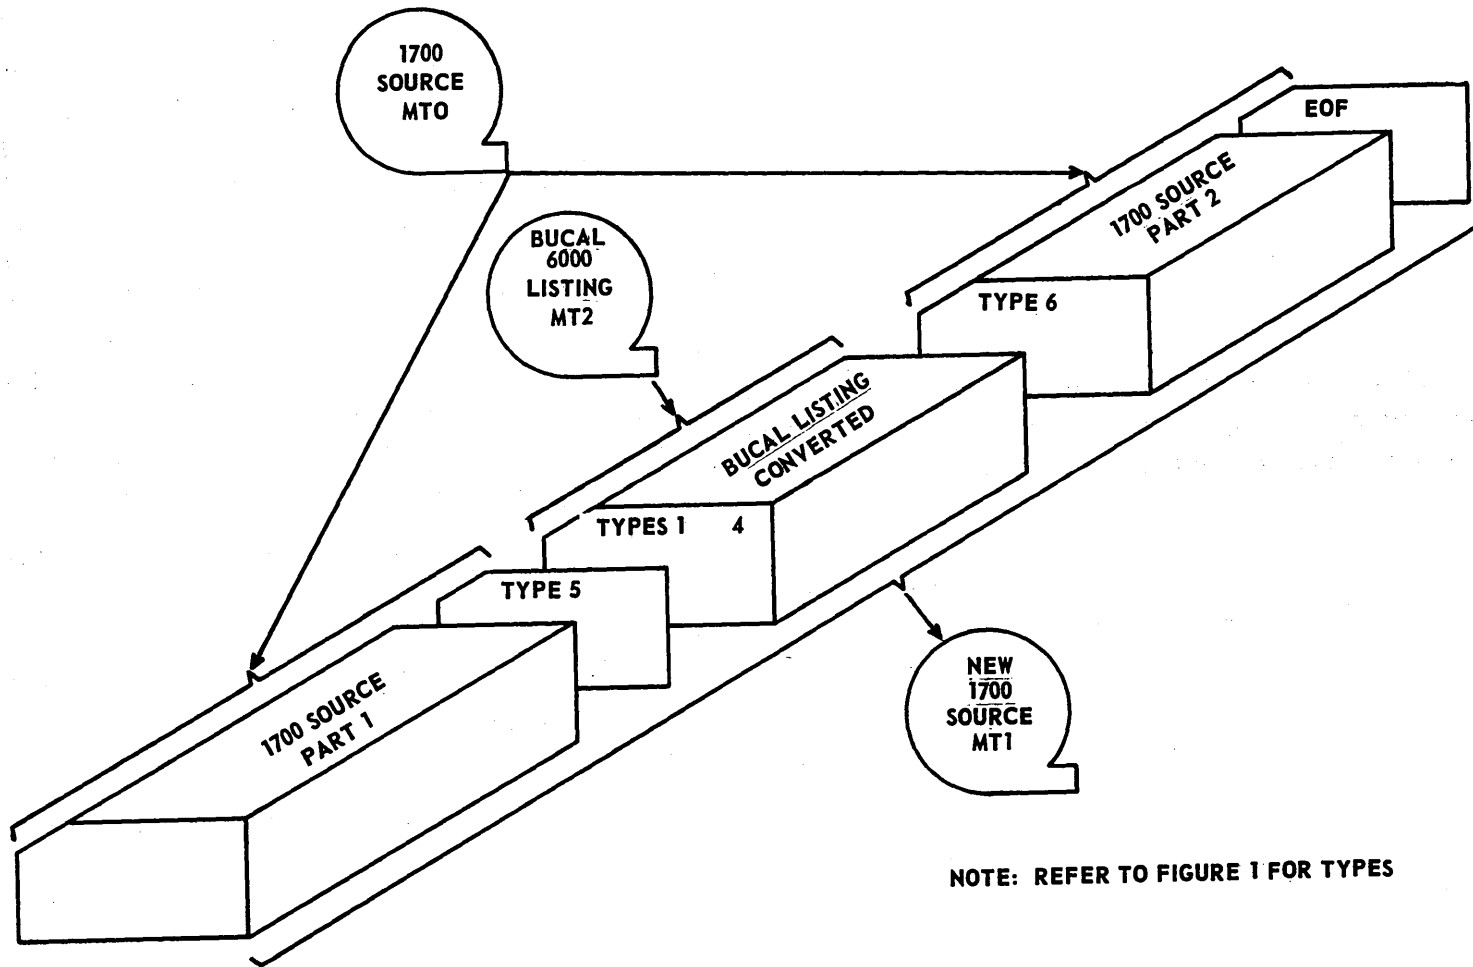 1700
SOURCE
MT0
EOF
1700 SOURCE
PART 2
TYPE 6
BUCAL
6000
LISTING
MT2
BUCAL LISTING
CONVERTED
TYPES 1 4
TYPE 5
1700 SOURCE
PART 1
NEW
1700
SOURCE
MT1
NOTE: REFER TO FIGURE 1 FOR TYPES